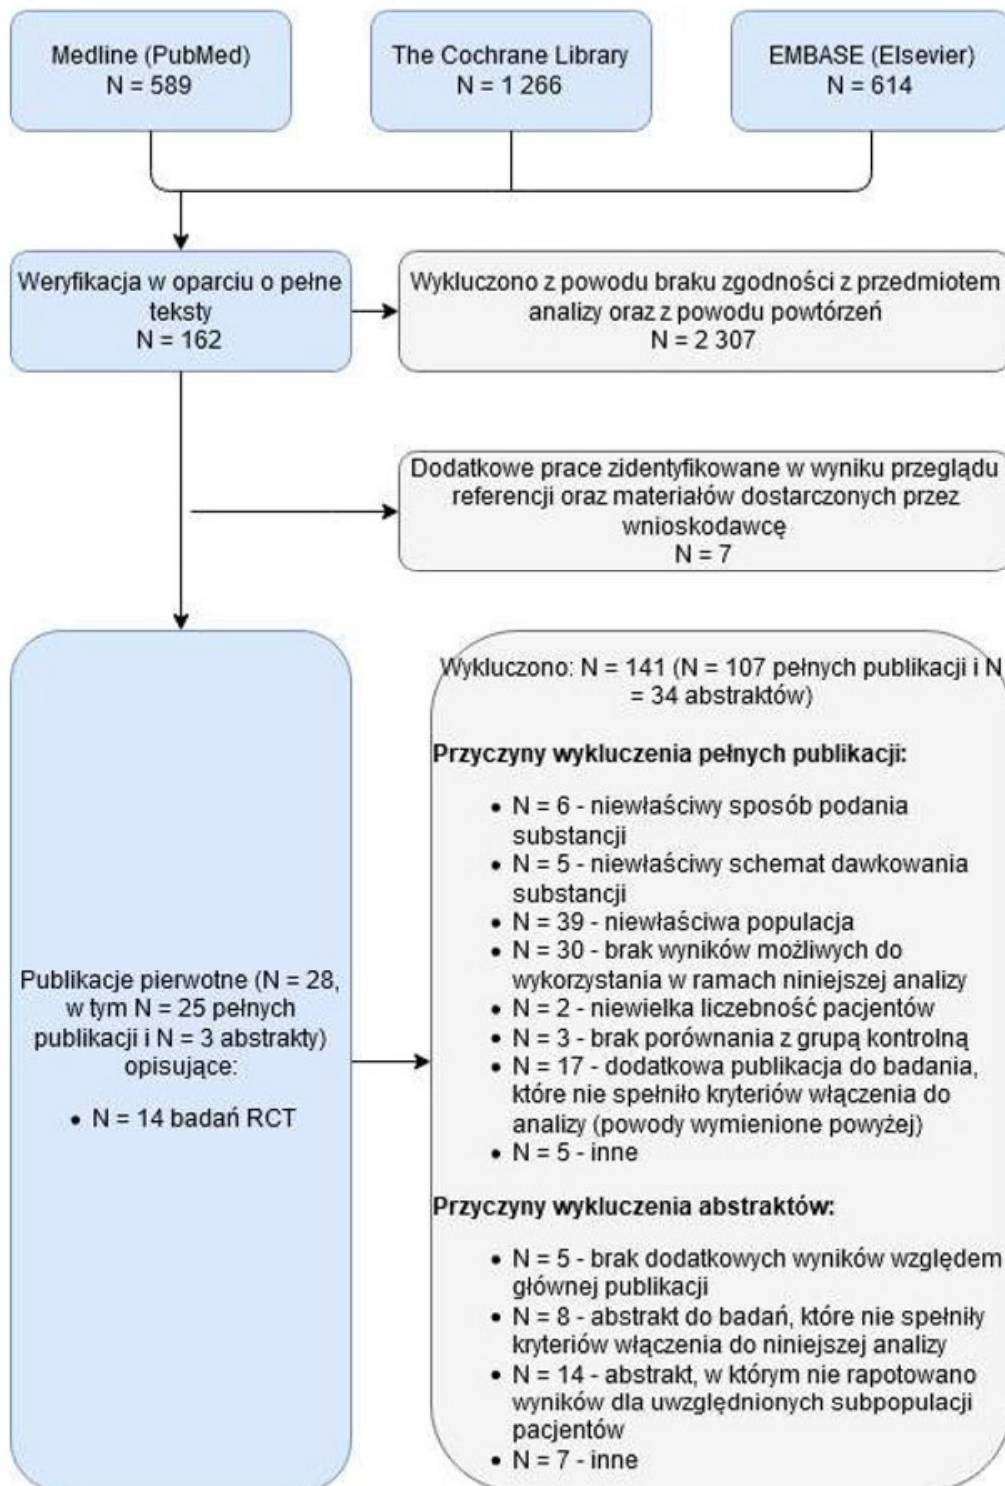 Medline (PubMed)
N = 589
The Cochrane Library
N = 1 266
EMBASE (Elsevier)
N = 614
Weryfikacja w oparciu o pełne
teksty
N = 162
Wykluczono z powodu braku zgodności z przedmiotem
analizy oraz z powodu powtórzeń
N = 2 307
Dodatkowe prace zidentyfikowane w wyniku przeglądu
referencji oraz materiałów dostarczonych przez
wnioskodawcę
N = 7
Publikacje pierwotne (N = 28,
w tym N = 25 pełnych
publikacji i N = 3 abstrakty)
opisujące:
• N = 14 badań RCT
Wykluczono: N = 141 (N = 107 pełnych publikacji i N
= 34 abstraktów)
Przyczyny wykluczenia pełnych publikacji:
• N = 6 - niewłaściwy sposób podania
substancji
• N = 5 - niewłaściwy schemat dawkowania
substancji
• N = 39 - niewłaściwa populacja
• N = 30 - brak wyników możliwych do
wykorzystania w ramach niniejszej analizy
• N = 2 - niewielka liczebność pacjentów
• N = 3 - brak porównania z grupą kontrolną
• N = 17 - dodatkowa publikacja do badania,
które nie spełniło kryteriów włączenia do
analizy (powody wymienione powyżej)
• N = 5 - inne
Przyczyny wykluczenia abstraktów:
• N = 5 - brak dodatkowych wyników względem
głównej publikacji
• N = 8 - abstrakt do badań, które nie spełniły
kryteriów włączenia do niniejszej analizy
• N = 14 - abstrakt, w którym nie rapotowano
wyników dla uwzględnionych subpopulacji
pacjentów
• N = 7 - inne